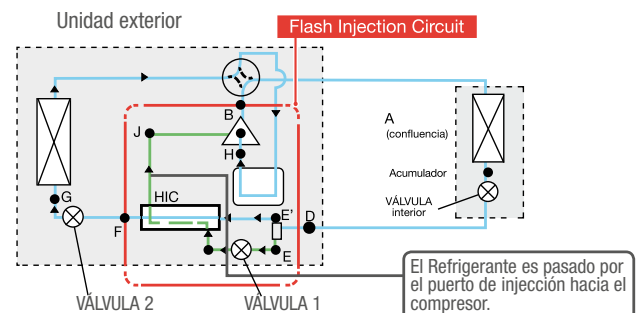 Unidad exterior
Flash Injection Circuit
B
J
H
A
(confluencia)
Acumulador
VÁLVULA
interior
G
HIC
E'
D
F
E
VÁLVULA 2
VÁLVULA 1
El Refrigerante es pasado por
el puerto de injección hacia el
compresor.